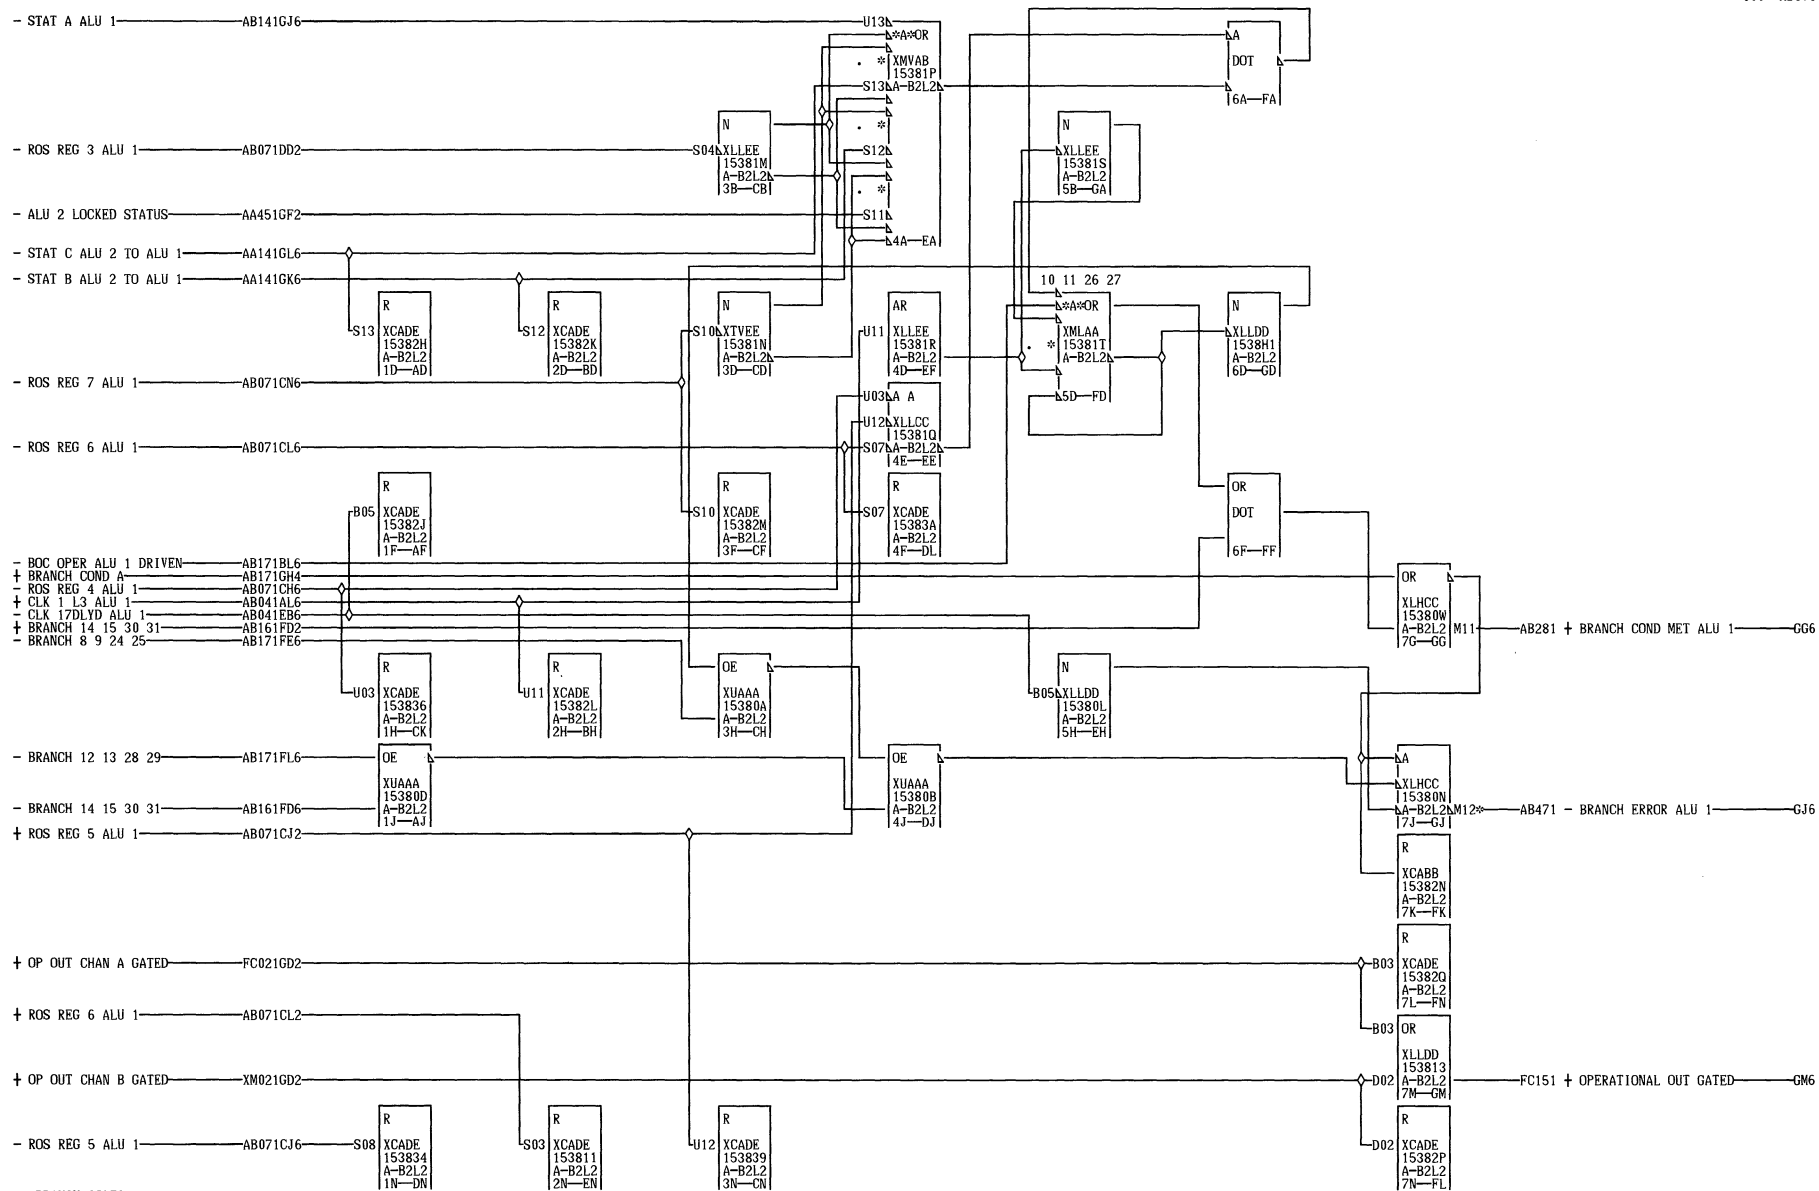 - STAT A ALU 1 AB141GJ6 U13
*A*OR
XMVAB
15381P
S13 A-B2L2
. *
. *
S12
. *
S11
4A EA
A
DOT
6A FA
- ROS REG 3 ALU 1 AB071DD2 S04
N
XLLEE
15381M
A-B2L2
3B CB
N
XLLEE
15381S
A-B2L2
5B GA
- ALU 2 LOCKED STATUS AA451GF2
- STAT C ALU 2 TO ALU 1 AA141GL6
- STAT B ALU 2 TO ALU 1 AA141GK6
S13
R
XCADE
15382H
A-B2L2
1D AD
S12
R
XCADE
15382K
A-B2L2
2D BD
S10
N
XTVEE
15381N
A-B2L2
3D CD
U11
AR
XLLEE
15381R
A-B2L2
4D EF
10 11 26 27
*A*OR
XMLAA
. *
15381T
A-B2L2
5D FD
N
XLLDD
1538H1
A-B2L2
6D GD
- ROS REG 7 ALU 1 AB071CN6
U03 A A
U12 XLLCC
15381Q
S07 A-B2L2
4E EE
- ROS REG 6 ALU 1 AB071CL6
B05
R
XCADE
15382J
A-B2L2
1F AF
S10
R
XCADE
15382M
A-B2L2
3F CF
S07
R
XCADE
15383A
A-B2L2
4F DL
OR
DOT
6F FF
- BOC OPER ALU 1 DRIVEN AB171BL6
+ BRANCH COND A AB171GH4
- ROS REG 4 ALU 1 AB071CH6
+ CLK 1 L3 ALU 1 AB041AL6
- CLK 17DLYD ALU 1 AB041EB6
+ BRANCH 14 15 30 31 AB161FD2
- BRANCH 8 9 24 25 AB171FE6
OR
XLHCC
15380W
A-B2L2 M11 AB281 + BRANCH COND MET ALU 1 GG6
7G GG
U03
R
XCADE
153836
A-B2L2
1H CK
U11
R
XCADE
15382L
A-B2L2
2H BH
OE
XUAAA
15380A
A-B2L2
3H CH
B05
N
XLLDD
15380L
A-B2L2
5H EH
- BRANCH 12 13 28 29 AB171FL6
- BRANCH 14 15 30 31 AB161FD6
OE
XUAAA
15380D
A-B2L2
1J AJ
OE
XUAAA
15380B
A-B2L2
4J DJ
A
XLHCC
15380N
A-B2L2 M12* AB471 - BRANCH ERROR ALU 1 GJ6
7J GJ
+ ROS REG 5 ALU 1 AB071CJ2
R
XCABB
15382N
A-B2L2
7K FK
+ OP OUT CHAN A GATED FC021GD2 B03
R
XCADE
15382Q
A-B2L2
7L FN
+ ROS REG 6 ALU 1 AB071CL2
B03 OR
XLLDD
153813
+ OP OUT CHAN B GATED XM021GD2 D02 A-B2L2 FC151 + OPERATIONAL OUT GATED GM6
7M GM
- ROS REG 5 ALU 1 AB071CJ6 S08
R
XCADE
153834
A-B2L2
1N DN
S03
R
XCADE
153811
A-B2L2
2N EN
U12
R
XCADE
153839
A-B2L2
3N CN
D02
R
XCADE
15382P
A-B2L2
7N FL